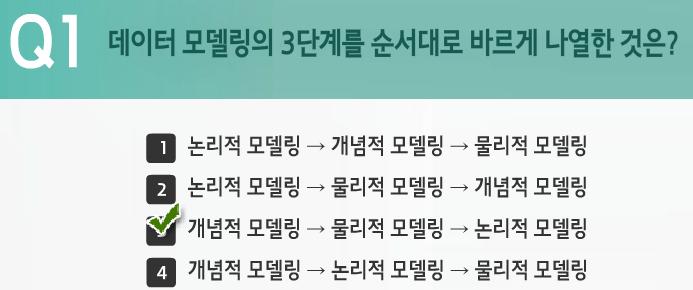 Q1 데이터 모델링의 3단계를 순서대로 바르게 나열한 것은?
1 논리적 모델링 → 개념적 모델링 → 물리적 모델링
2 논리적 모델링 → 물리적 모델링 → 개념적 모델링
개념적 모델링 → 물리적 모델링 → 논리적 모델링
4 개념적 모델링 → 논리적 모델링 → 물리적 모델링